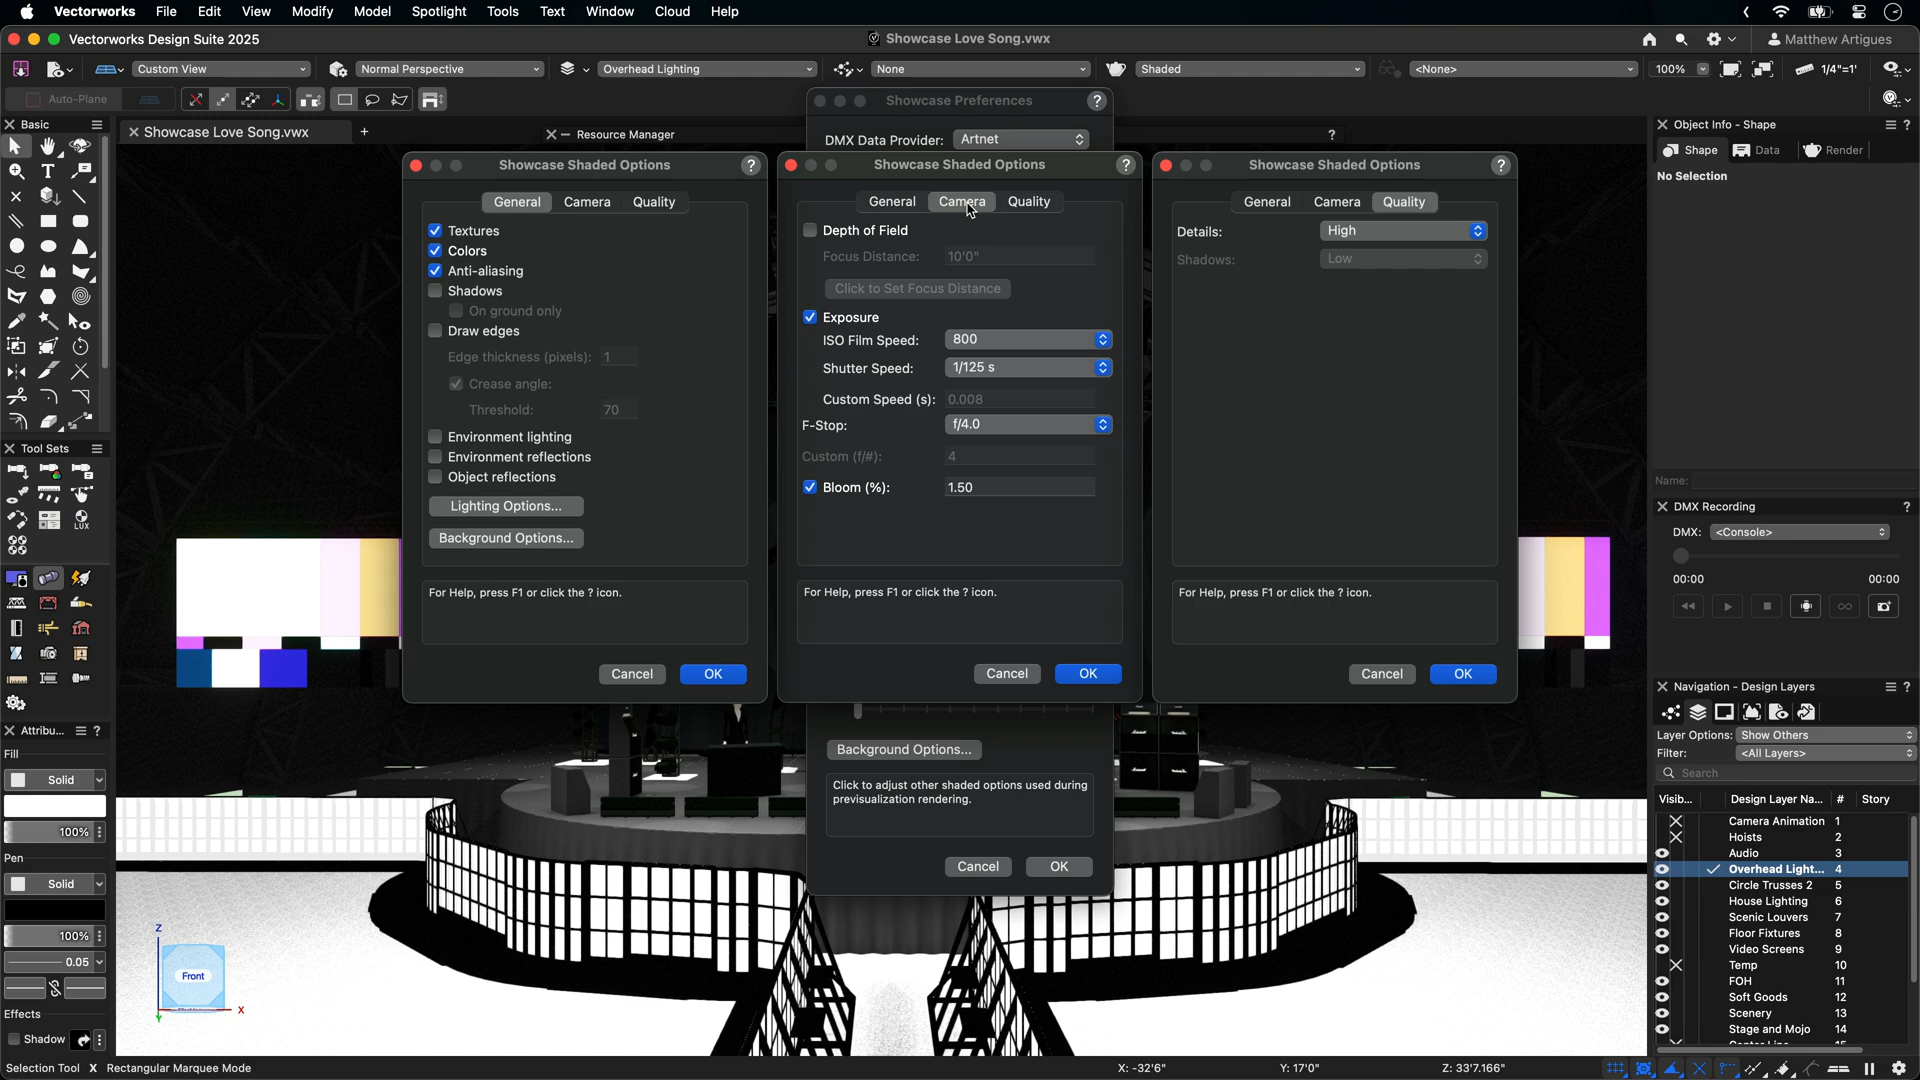 Vectorworks File Edit View Modify Model Spotlight Tools Text Window Cloud Help
Vectorworks Design Suite 2025
Showcase Love Song.vwx
Matthew Artigues
Custom View
Normal Perspective
Overhead Lighting
None
Shaded
<None>
100%
1/4"=1'
Auto-Plane
Basic
Showcase Love Song.vwx
+
Resource Manager
?
Showcase Preferences
?
DMX Data Provider: Artnet
Showcase Shaded Options
?
General Camera Quality
Textures
Colors
Anti-aliasing
Shadows
On ground only
Draw edges
Edge thickness (pixels): 1
Crease angle:
Threshold: 70
Environment lighting
Environment reflections
Object reflections
Lighting Options...
Background Options...
For Help, press F1 or click the ? icon.
Cancel OK
Showcase Shaded Options
?
General Camera Quality
Depth of Field
Focus Distance: 10'0"
Click to Set Focus Distance
Exposure
ISO Film Speed: 800
Shutter Speed: 1/125 s
Custom Speed (s): 0.008
F-Stop: f/4.0
Custom (f/#): 4
Bloom (%): 1.50
For Help, press F1 or click the ? icon.
Cancel OK
Showcase Shaded Options
?
General Camera Quality
Details: High
Shadows: Low
For Help, press F1 or click the ? icon.
Cancel OK
Background Options...
Click to adjust other shaded options used during
previsualization rendering.
Cancel OK
Tool Sets
LUX
Attribu... ?
Fill
Solid
100%
Pen
Solid
100%
0.05
Effects
Shadow
Z
Front
X
Y
Object Info - Shape ?
Shape Data Render
No Selection
Name:
DMX Recording ?
DMX: <Console>
00:00 00:00
Navigation - Design Layers ?
Layer Options: Show Others
Filter: <All Layers>
Search
Visib... Design Layer Na... # Story
Camera Animation 1
Hoists 2
Audio 3
Overhead Light... 4
Circle Trusses 2 5
House Lighting 6
Scenic Louvers 7
Floor Fixtures 8
Video Screens 9
Temp 10
FOH 11
Soft Goods 12
Scenery 13
Stage and Mojo 14
Selection Tool X Rectangular Marquee Mode
X: -32'6" Y: 17'0" Z: 33'7.166"